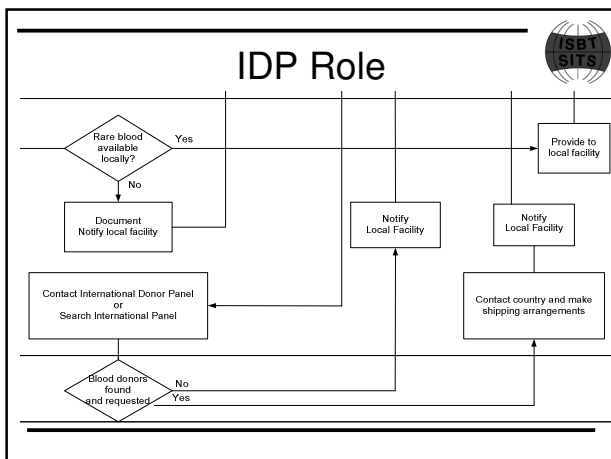 IDP Role
ISBT
SITS
Rare blood
available
locally?
Yes
Provide to
local facility
No
Document
Notify local facility
Notify
Local Facility
Notify
Local Facility
Contact International Donor Panel
or
Search International Panel
Contact country and make
shipping arrangements
Blood donors
found
and requested
No
Yes